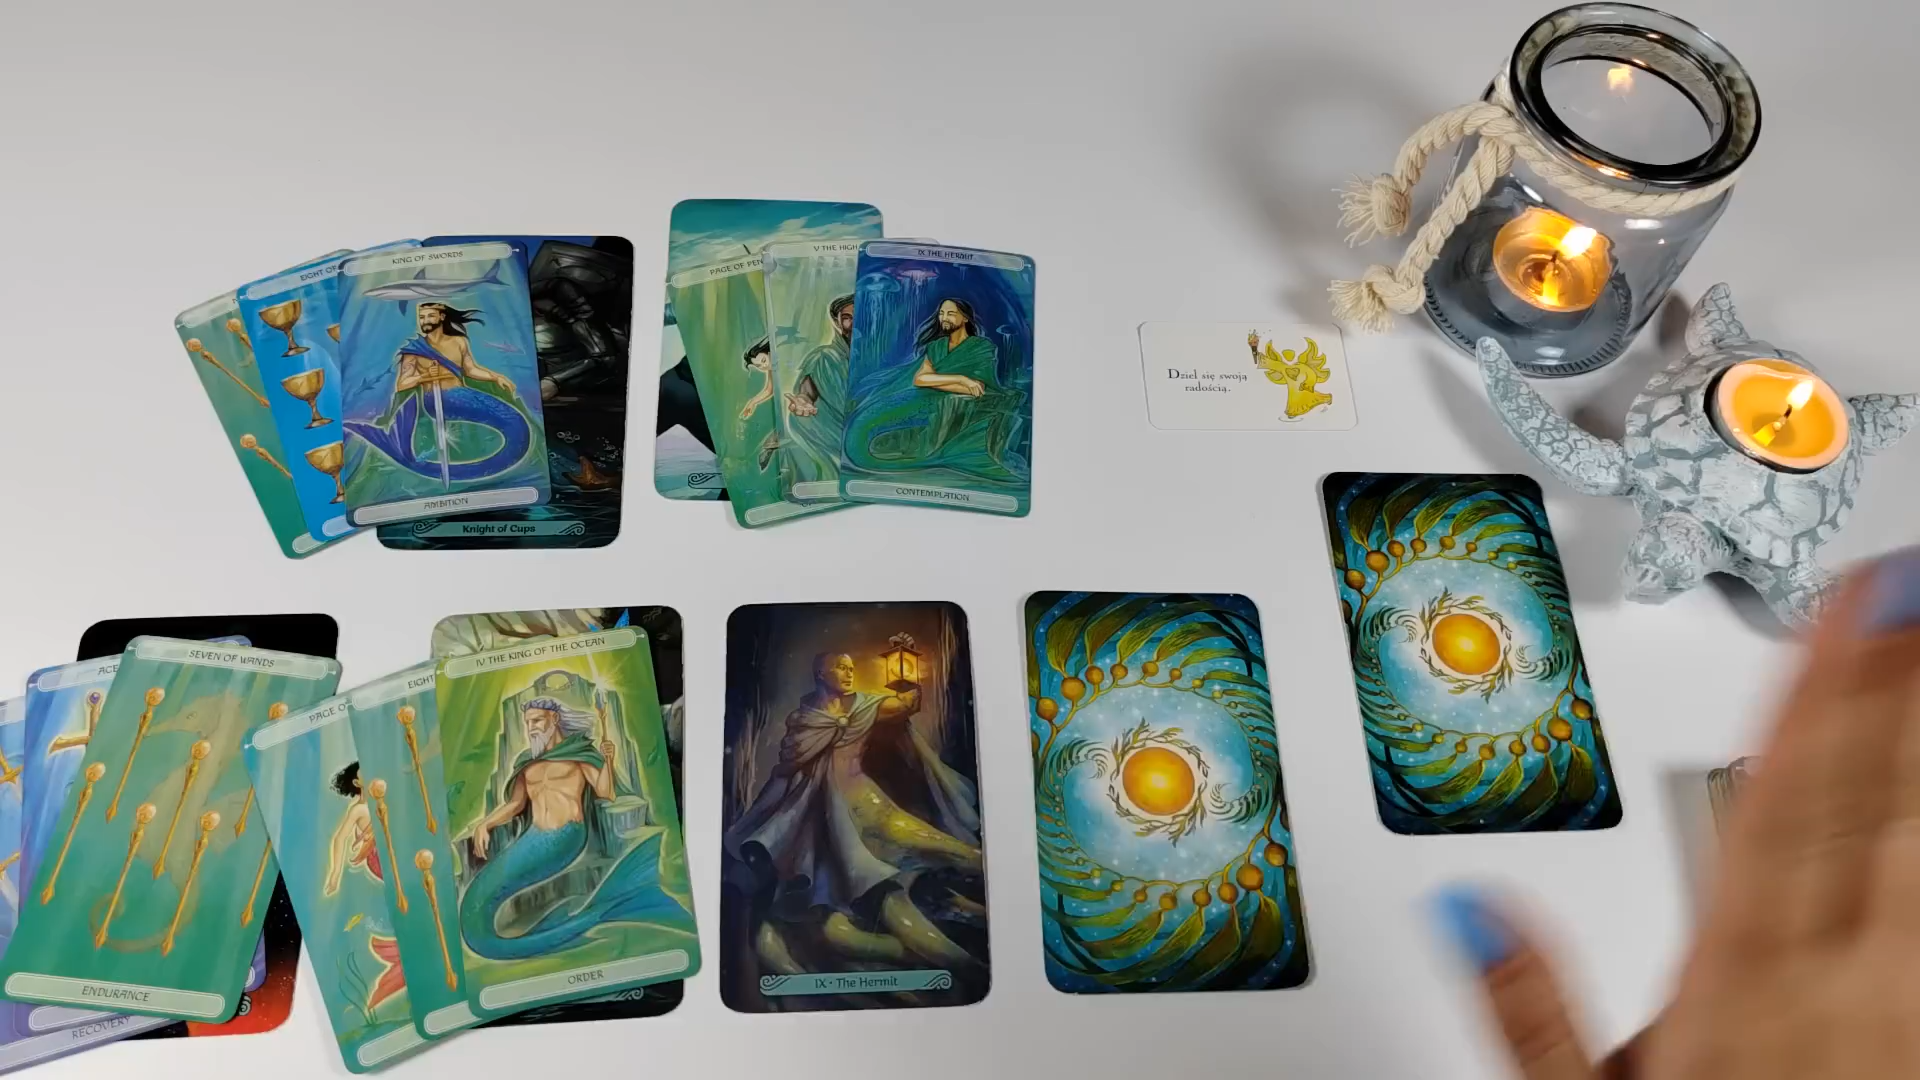 KING OF SWORDS
EIGHT OF
AMBITION
Knight of Cups
V THE HIGH
PAGE OF PEN
IX THE HERMIT
CONTEMPLATION
Dziel się swoją
radością.
ACE
SEVEN OF WANDS
ENDURANCE
RECOVERY
PAGE O
EIGHT
IV THE KING OF THE OCEAN
ORDER
IX • The Hermit